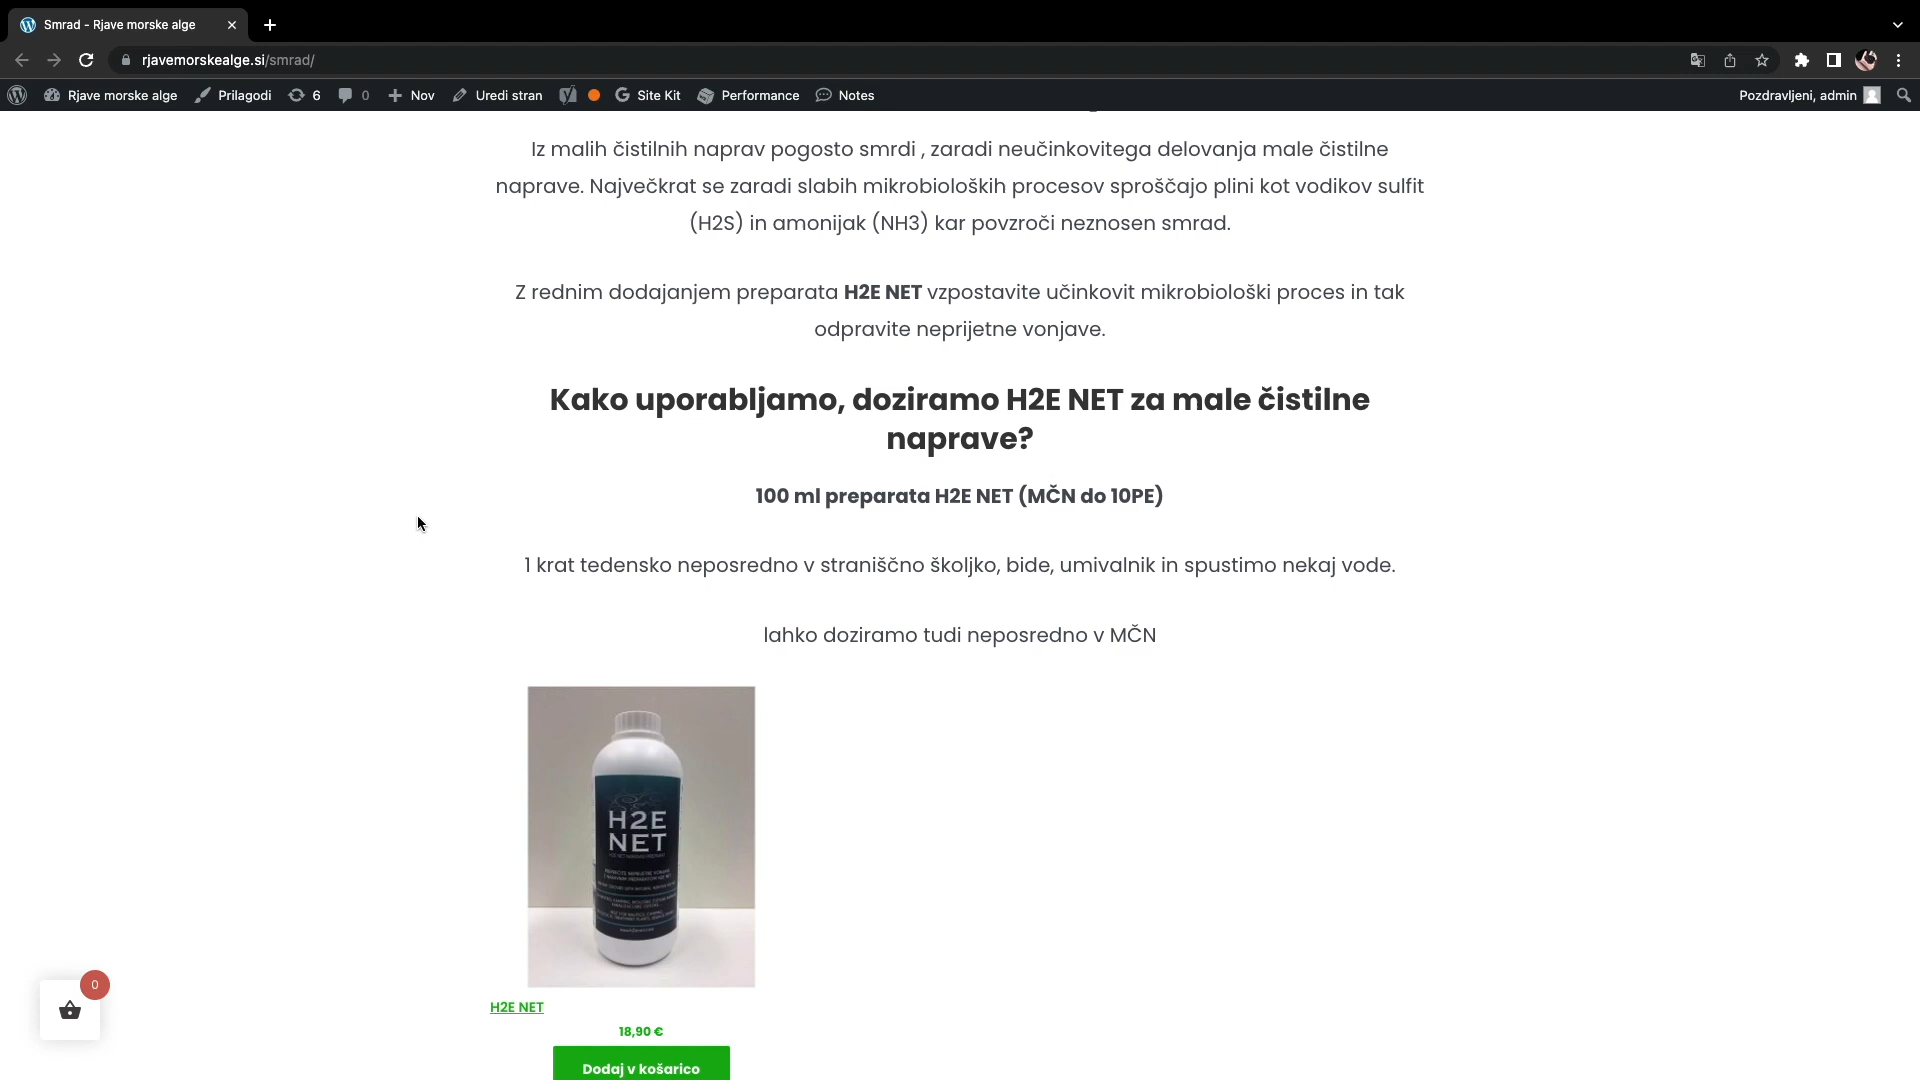 Smrad - Rjave morske alge
rjavemorskealge.si/smrad/
Rjave morske alge
Prilagodi
6
0
Nov
Uredi stran
Site Kit
Performance
Notes
Pozdravljeni, admin
Iz malih čistilnih naprav pogosto smrdi , zaradi neučinkovitega delovanja male čistilne
naprave. Največkrat se zaradi slabih mikrobioloških procesov sproščajo plini kot vodikov sulfit
(H2S) in amonijak (NH3) kar povzroči neznosen smrad.
Z rednim dodajanjem preparata H2E NET vzpostavite učinkovit mikrobiološki proces in tak
odpravite neprijetne vonjave.
Kako uporabljamo, doziramo H2E NET za male čistilne
naprave?
100 ml preparata H2E NET (MČN do 10PE)
1 krat tedensko neposredno v straniščno školjko, bide, umivalnik in spustimo nekaj vode.
lahko doziramo tudi neposredno v MČN
H2E
NET
0
H2E NET
18,90 €
Dodaj v košarico